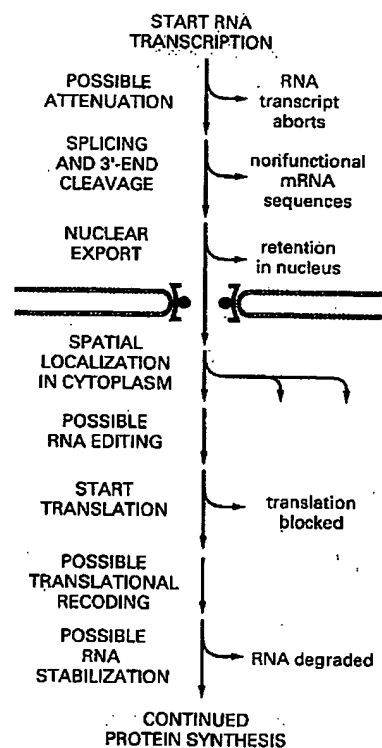 START RNA
TRANSCRIPTION
POSSIBLE
ATTENUATION
RNA
transcript
aborts
SPLICING
AND 3'-END
CLEAVAGE
nonfunctional
mRNA
sequences
NUCLEAR
EXPORT
retention
in nucleus
SPATIAL
LOCALIZATION
IN CYTOPLASM
POSSIBLE
RNA EDITING
START
TRANSLATION
translation
blocked
POSSIBLE
TRANSLATIONAL
RECODING
POSSIBLE
RNA
STABILIZATION
RNA degraded
CONTINUED
PROTEIN SYNTHESIS